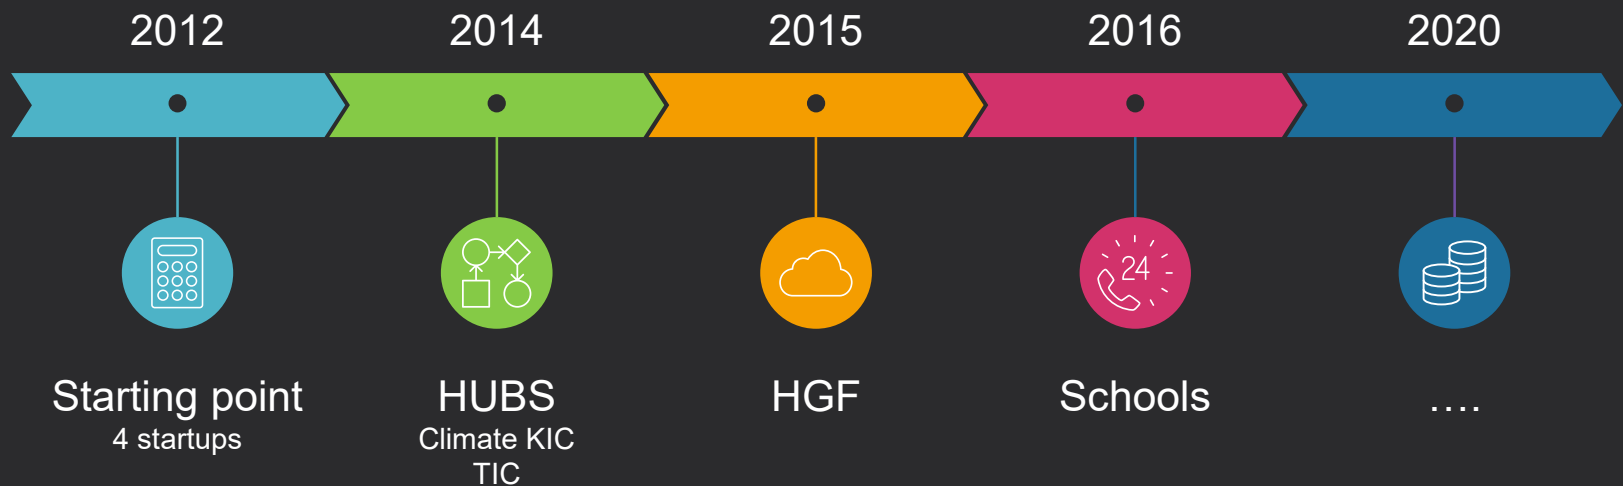 2012
2014
2015
2016
2020
24
Starting point
4 startups
HUBS
Climate KIC
TIC
HGF
Schools
....